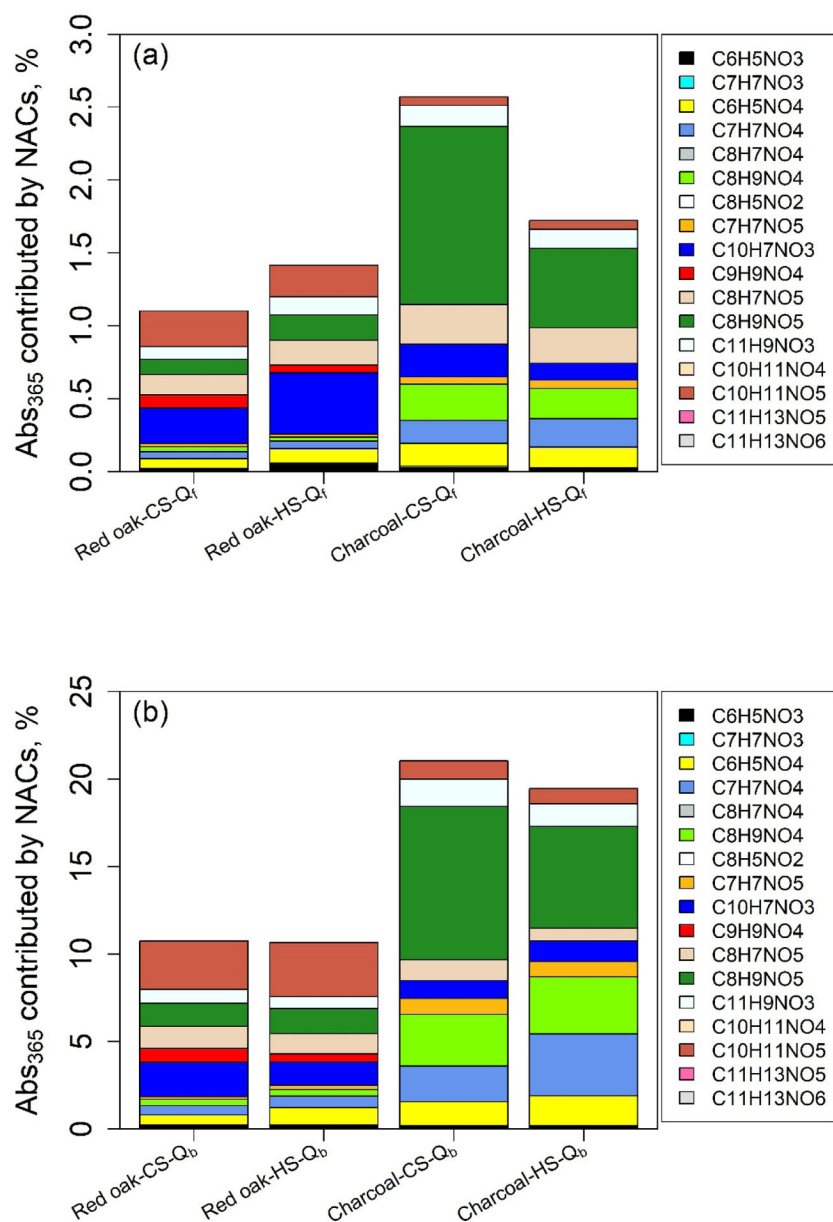 (a)
Abs₃₆₅ contributed by NACs, %
3.0
2.5
2.0
1.5
1.0
0.5
0.0
Red oak-CS-Qf
Red oak-HS-Qf
Charcoal-CS-Qf
Charcoal-HS-Qf
C6H5NO3
C7H7NO3
C6H5NO4
C7H7NO4
C8H7NO4
C8H9NO4
C8H5NO2
C7H7NO5
C10H7NO3
C9H9NO4
C8H7NO5
C8H9NO5
C11H9NO3
C10H11NO4
C10H11NO5
C11H13NO5
C11H13NO6
(b)
Abs₃₆₅ contributed by NACs, %
25
20
15
10
5
0
Red oak-CS-Qb
Red oak-HS-Qb
Charcoal-CS-Qb
Charcoal-HS-Qb
C6H5NO3
C7H7NO3
C6H5NO4
C7H7NO4
C8H7NO4
C8H9NO4
C8H5NO2
C7H7NO5
C10H7NO3
C9H9NO4
C8H7NO5
C8H9NO5
C11H9NO3
C10H11NO4
C10H11NO5
C11H13NO5
C11H13NO6